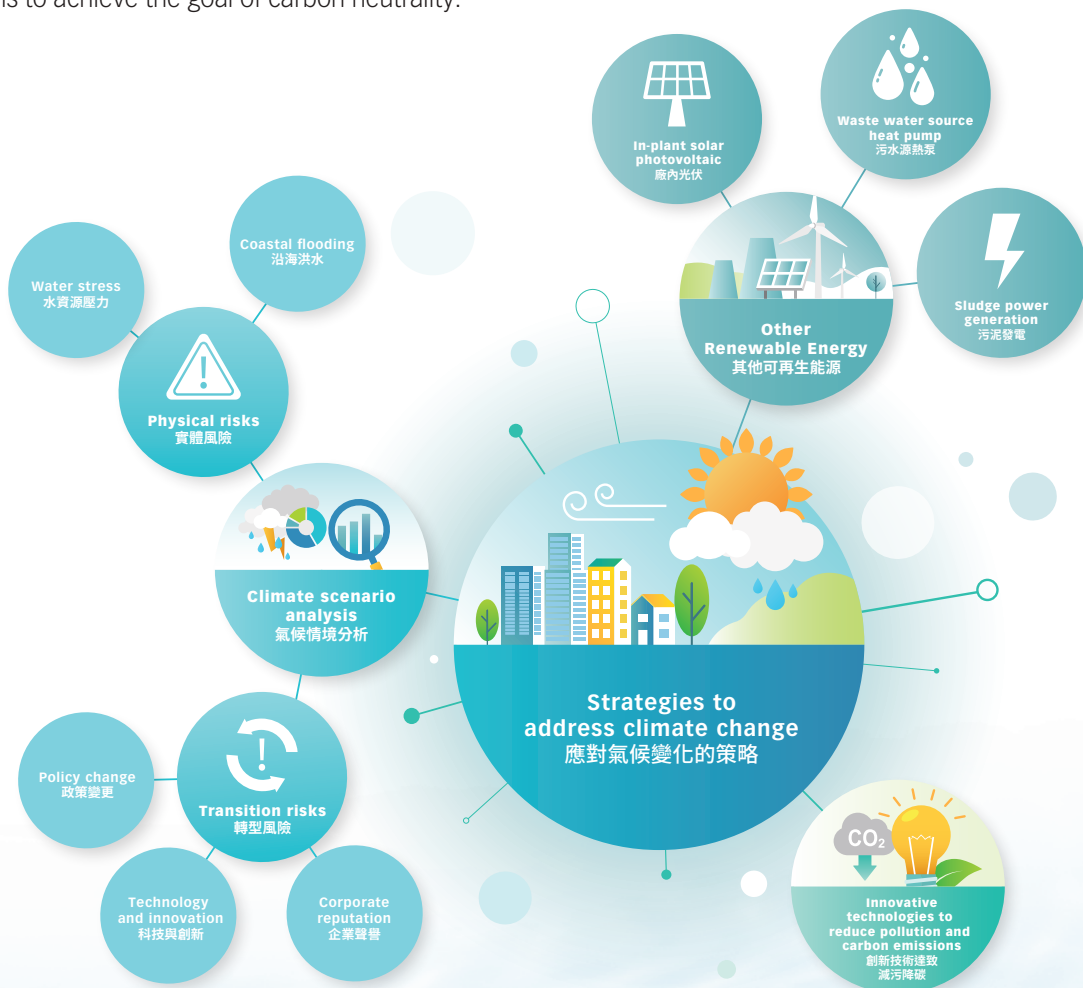 ns to achieve the goal of carbon neutrality.
In-plant solar
photovoltaic
廠內光伏
Waste water source
heat pump
污水源熱泵
Sludge power
generation
污泥發電
Other
Renewable Energy
其他可再生能源
Coastal flooding
沿海洪水
Water stress
水資源壓力
Physical risks
實體風險
Climate scenario
analysis
氣候情境分析
Strategies to
address climate change
應對氣候變化的策略
Policy change
政策變更
Transition risks
轉型風險
Technology
and innovation
科技與創新
Corporate
reputation
企業聲譽
CO₂
Innovative
technologies to
reduce pollution and
carbon emissions
創新技術達致
減污降碳